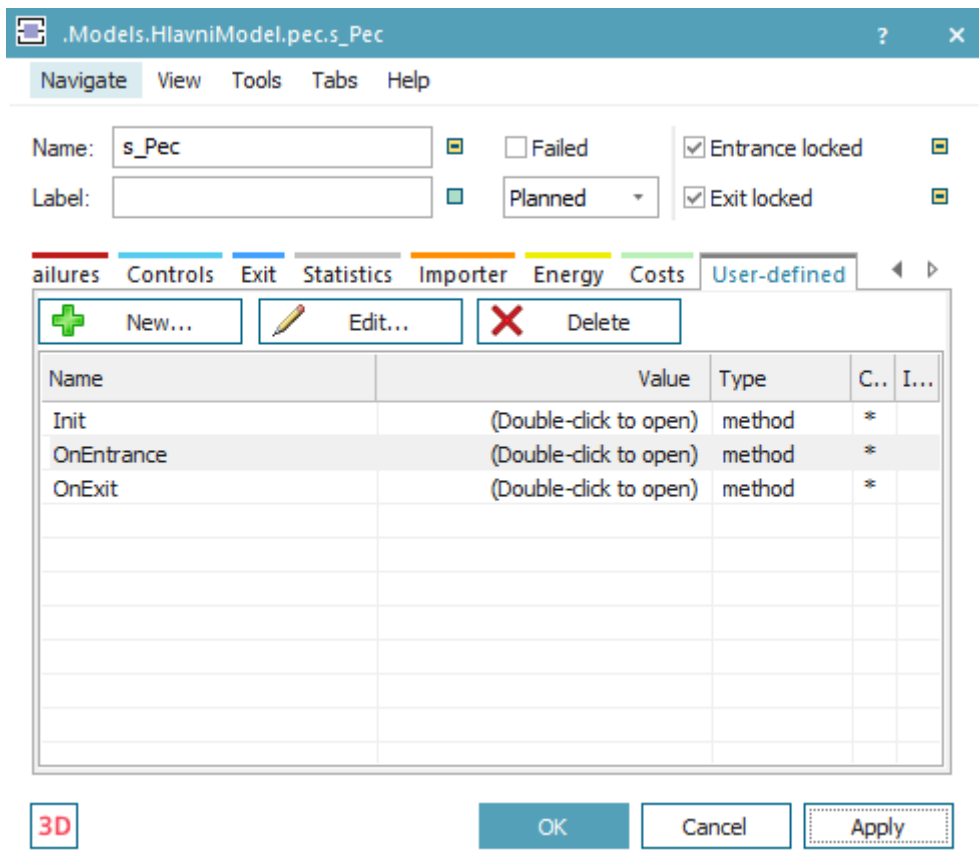 .Models.HlavniModel.pec.s_Pec ? ×
Navigate View Tools Tabs Help
Name: s_Pec Failed Entrance locked
Label: Planned Exit locked
ailures Controls Exit Statistics Importer Energy Costs User-defined
New... Edit... Delete
Name Value Type C.. I...
Init (Double-click to open) method *
OnEntrance (Double-click to open) method *
OnExit (Double-click to open) method *
3D OK Cancel Apply